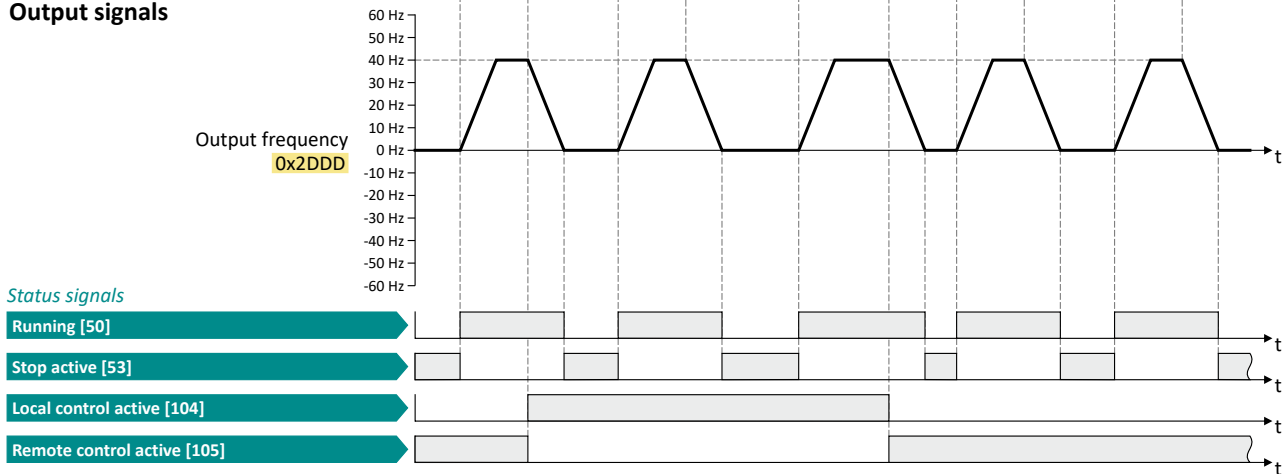 Output signals
60 Hz
50 Hz
40 Hz
30 Hz
20 Hz
10 Hz
0 Hz
-10 Hz
-20 Hz
-30 Hz
-40 Hz
-50 Hz
-60 Hz
Output frequency
0x2DDD
t
Status signals
Running [50]
t
Stop active [53]
t
Local control active [104]
t
Remote control active [105]
t